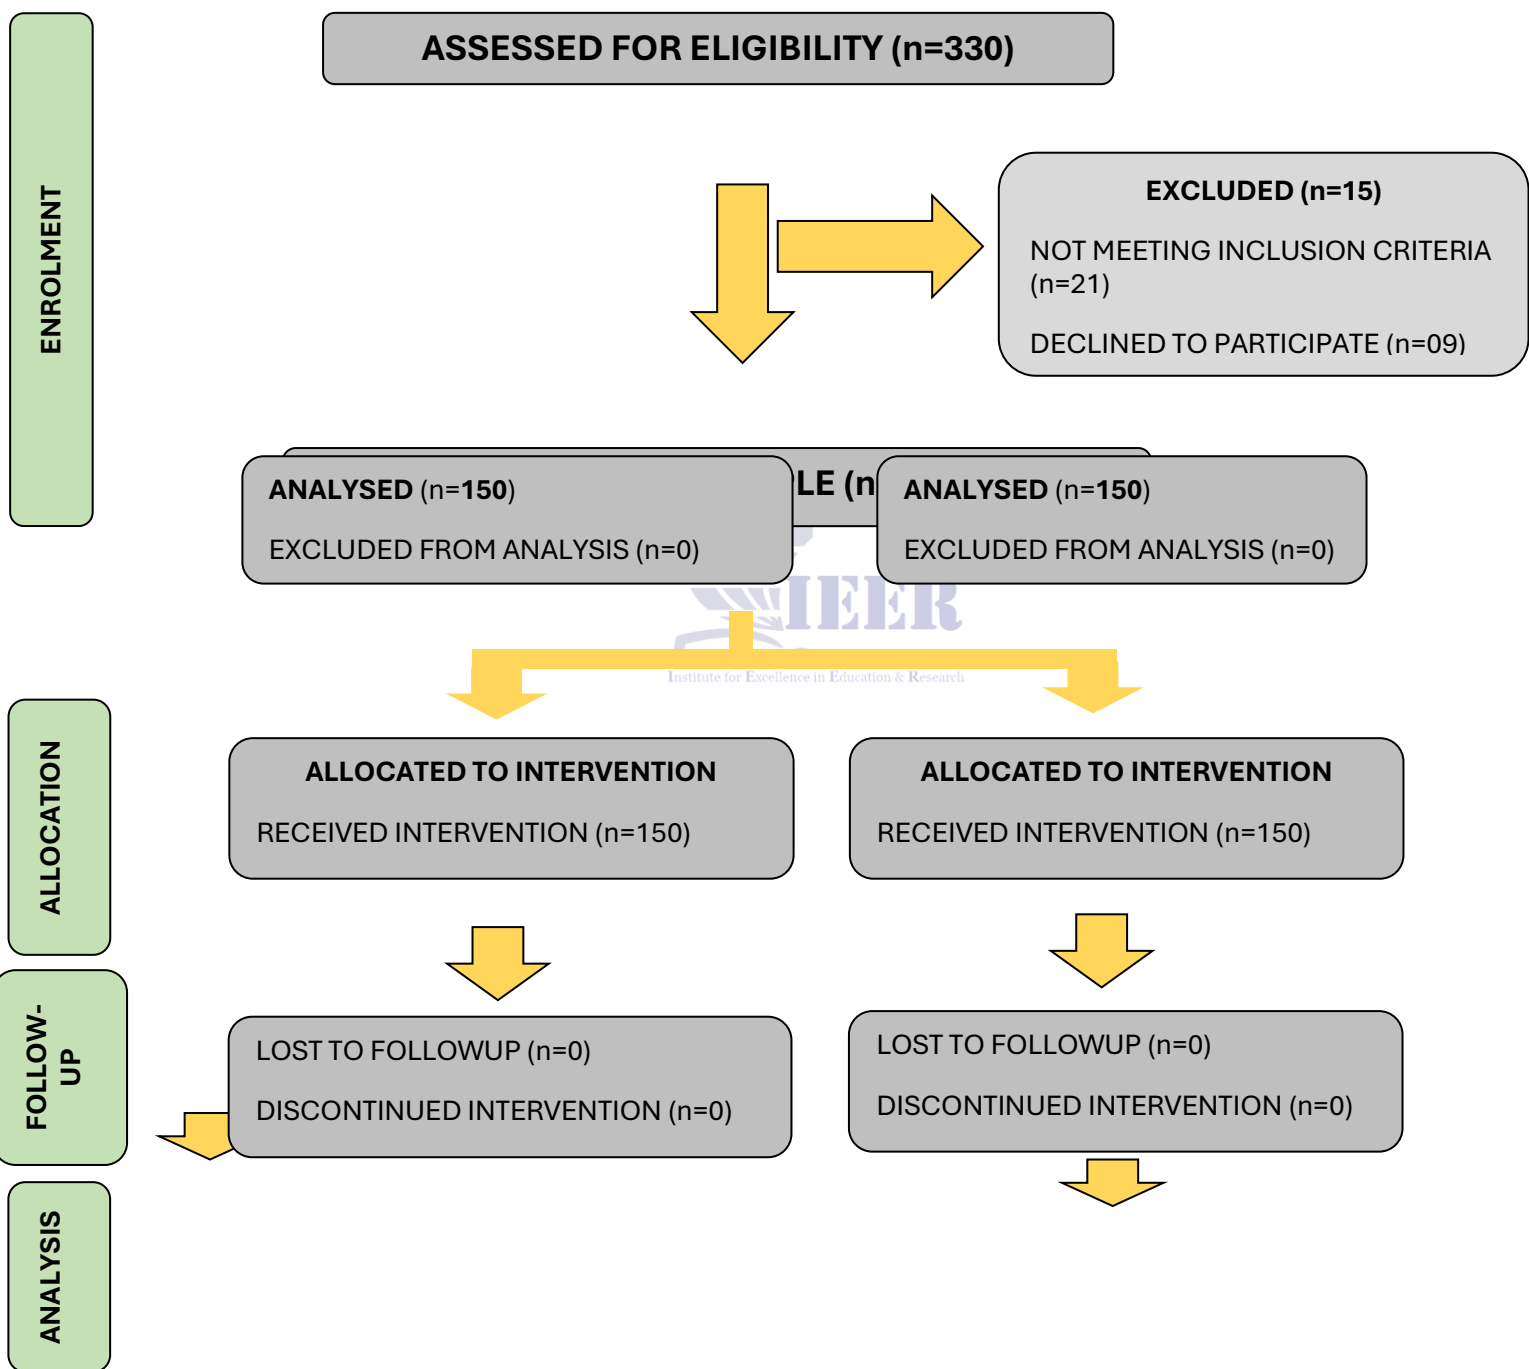 ENROLMENT
ASSESSED FOR ELIGIBILITY (n=330)
EXCLUDED (n=15)
NOT MEETING INCLUSION CRITERIA
(n=21)
DECLINED TO PARTICIPATE (n=09)
(n
ANALYSED (n=150)
EXCLUDED FROM ANALYSIS (n=0)
ANALYSED (n=150)
EXCLUDED FROM ANALYSIS (n=0)
IEER
Institute for Excellence in Education & Research
ALLOCATION
ALLOCATED TO INTERVENTION
RECEIVED INTERVENTION (n=150)
ALLOCATED TO INTERVENTION
RECEIVED INTERVENTION (n=150)
FOLLOW-
UP
LOST TO FOLLOWUP (n=0)
DISCONTINUED INTERVENTION (n=0)
LOST TO FOLLOWUP (n=0)
DISCONTINUED INTERVENTION (n=0)
ANALYSIS